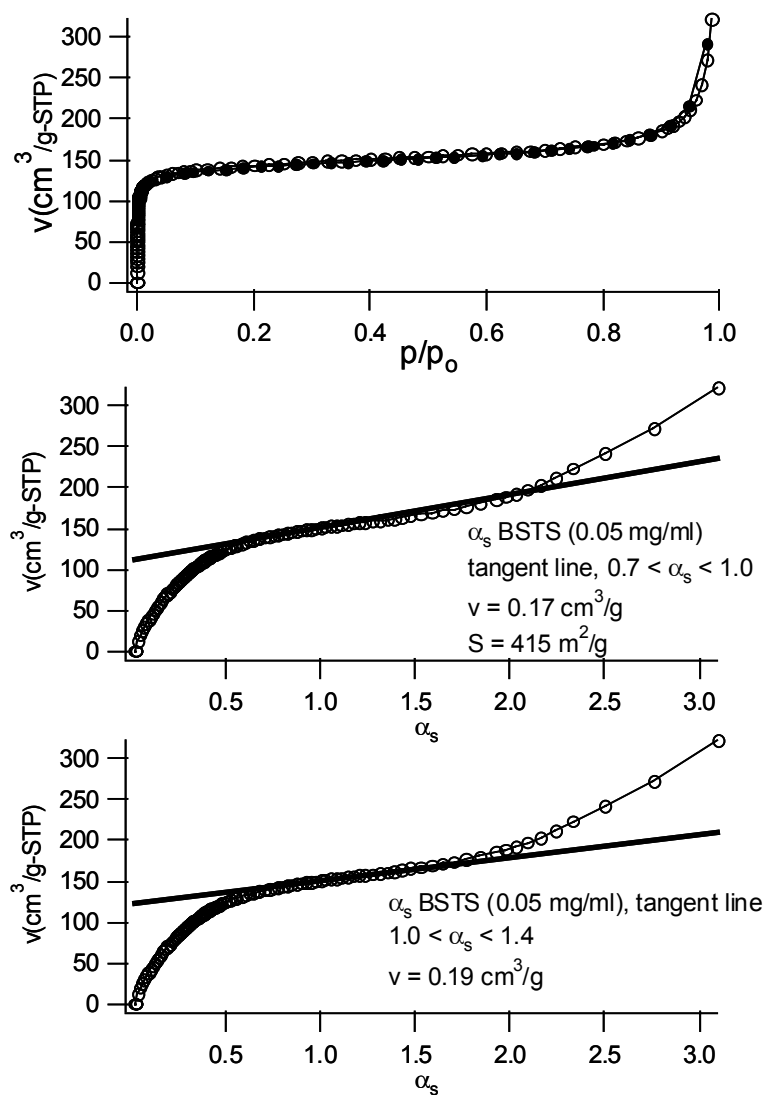 300
250
200
150
100
50
0
v(cm³/g-STP)
0.0 0.2 0.4 0.6 0.8 1.0
p/pₒ
300
250
200
150
100
50
0
v(cm³/g-STP)
αₛ BSTS (0.05 mg/ml)
tangent line, 0.7 < αₛ < 1.0
v = 0.17 cm³/g
S = 415 m²/g
0.5 1.0 1.5 2.0 2.5 3.0
αₛ
300
250
200
150
100
50
0
v(cm³/g-STP)
αₛ BSTS (0.05 mg/ml), tangent line
1.0 < αₛ < 1.4
v = 0.19 cm³/g
0.5 1.0 1.5 2.0 2.5 3.0
αₛ